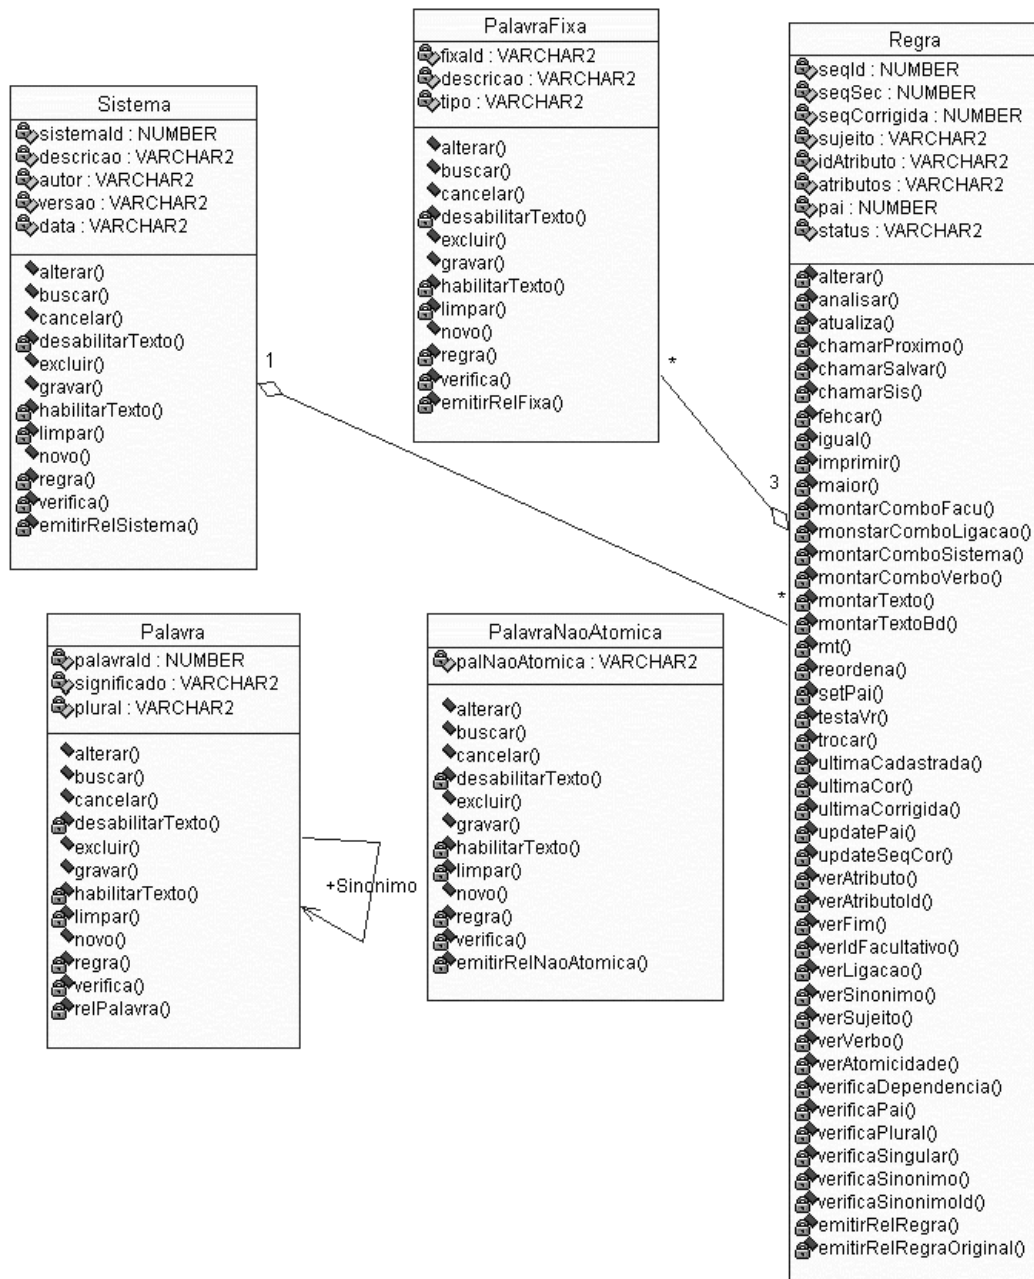 Sistema
sistemaId : NUMBER
descricao : VARCHAR2
autor : VARCHAR2
versao : VARCHAR2
data : VARCHAR2
alterar()
buscar()
cancelar()
desabilitarTexto()
excluir()
gravar()
habilitarTexto()
limpar()
novo()
regra()
verifica()
emitirRelSistema()
1
PalavraFixa
fixaId : VARCHAR2
descricao : VARCHAR2
tipo : VARCHAR2
alterar()
buscar()
cancelar()
desabilitarTexto()
excluir()
gravar()
habilitarTexto()
limpar()
novo()
regra()
verifica()
emitirRelFixa()
*
3
*
Regra
seqId : NUMBER
seqSec : NUMBER
seqCorrigida : NUMBER
sujeito : VARCHAR2
idAtributo : VARCHAR2
atributos : VARCHAR2
pai : NUMBER
status : VARCHAR2
alterar()
analisar()
atualiza()
chamarProximo()
chamarSalvar()
chamarSis()
fehcar()
igual()
imprimir()
maior()
montarComboFacu()
monstarComboLigacao()
montarComboSistema()
montarComboVerbo()
montarTexto()
montarTextoBd()
mt()
reordena()
setPai()
testaVr()
trocar()
ultimaCadastrada()
ultimaCor()
ultimaCorrigida()
updatePai()
updateSeqCor()
verAtributo()
verAtributoId()
verFim()
verIdFacultativo()
verLigacao()
verSinonimo()
verSujeito()
verVerbo()
verAtomicidade()
verificaDependencia()
verificaPai()
verificaPlural()
verificaSingular()
verificaSinonimo()
verificaSinonimoId()
emitirRelRegra()
emitirRelRegraOriginal()
Palavra
palavraId : NUMBER
significado : VARCHAR2
plural : VARCHAR2
alterar()
buscar()
cancelar()
desabilitarTexto()
excluir()
gravar()
habilitarTexto()
limpar()
novo()
regra()
verifica()
relPalavra()
+Sinonimo
PalavraNaoAtomica
palNaoAtomica : VARCHAR2
alterar()
buscar()
cancelar()
desabilitarTexto()
excluir()
gravar()
habilitarTexto()
limpar()
novo()
regra()
verifica()
emitirRelNaoAtomica()